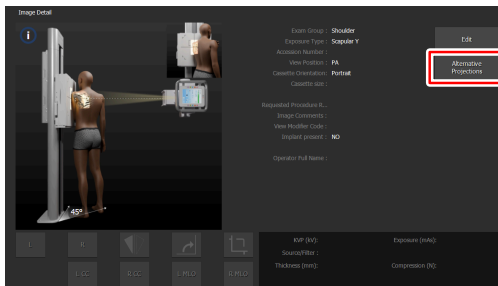 Image Detail
i
45°
Exam Group : Shoulder
Exposure Type : Scapular Y
Accession Number :
View Position : PA
Cassette Orientation: Portrait
Cassette size :
Requested Procedure R...
Image Comments :
View Modifier Code :
Implant present : NO
Operator Full Name :
Edit
Alternative
Projections
L
R
L CC
R CC
L MLO
R MLO
KVP (kV):
Exposure (mAs):
Source/Filter :
Thickness (mm):
Compression (N):